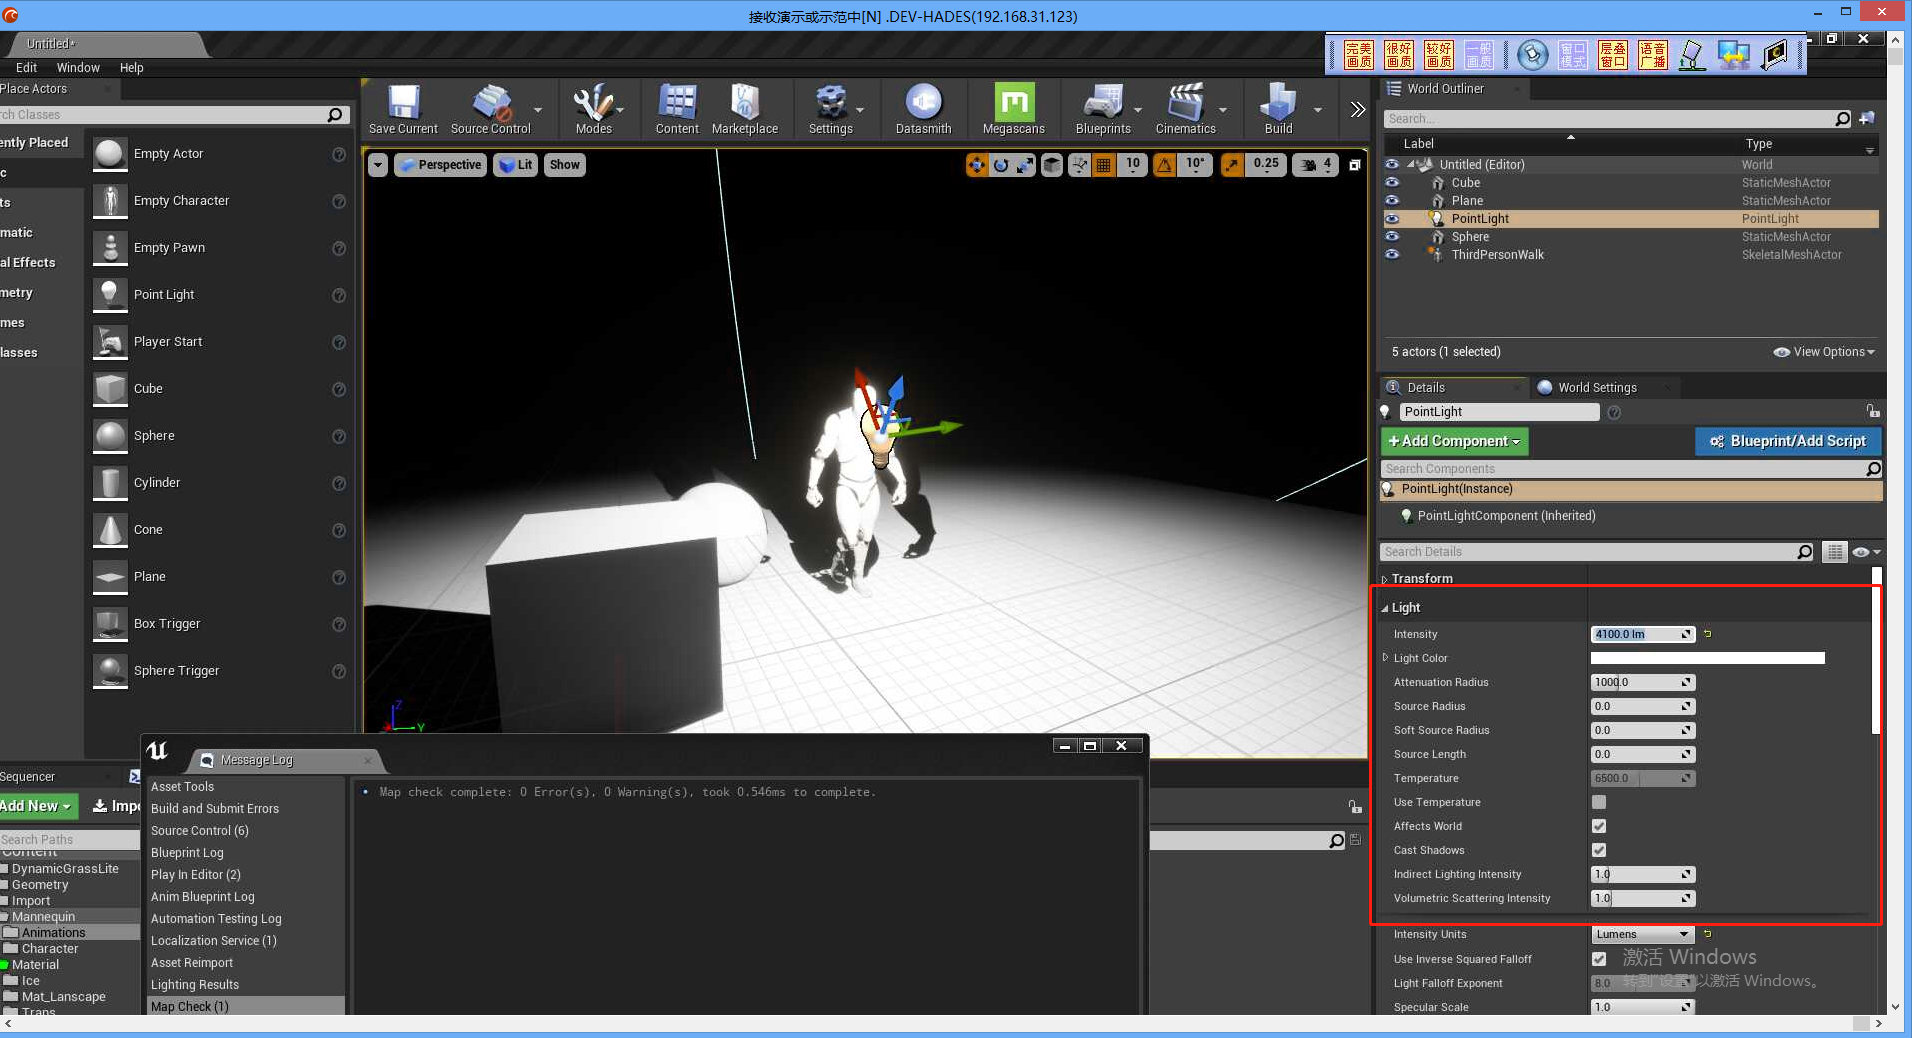 接收演示或示范中[N] .DEV-HADES(192.168.31.123)
Untitled*
Edit Window Help
完美画质 很好画质 较好画质 一般画质 窗口模式 层叠窗口 语音广播
Place Actors
rch Classes
ently Placed
c
ts
matic
al Effects
metry
mes
lasses
Empty Actor
Empty Character
Empty Pawn
Point Light
Player Start
Cube
Sphere
Cylinder
Cone
Plane
Box Trigger
Sphere Trigger
Save Current Source Control Modes Content Marketplace Settings Datasmith Megascans Blueprints Cinematics Build
Perspective Lit Show 10 10° 0.25 4
Z
Y
World Outliner
Search...
Label Type
Untitled (Editor) World
Cube StaticMeshActor
Plane StaticMeshActor
PointLight PointLight
Sphere StaticMeshActor
ThirdPersonWalk SkeletalMeshActor
5 actors (1 selected) View Options
Details World Settings
PointLight
+Add Component Blueprint/Add Script
Search Components
PointLight(Instance)
PointLightComponent (Inherited)
Search Details
Transform
Light
Intensity 4100.0 lm
Light Color
Attenuation Radius 1000.0
Source Radius 0.0
Soft Source Radius 0.0
Source Length 0.0
Temperature 6500.0
Use Temperature
Affects World
Cast Shadows
Indirect Lighting Intensity 1.0
Volumetric Scattering Intensity 1.0
Intensity Units Lumens
Use Inverse Squared Falloff
Light Falloff Exponent 8.0
Specular Scale 1.0
激活 Windows
转到"设置"以激活 Windows。
Sequencer
Add New Impo
Search Paths
Content
DynamicGrassLite
Geometry
Import
Mannequin
Animations
Character
Material
Ice
Mat_Lanscape
Traps
Message Log
Asset Tools
Build and Submit Errors
Source Control (6)
Blueprint Log
Play In Editor (2)
Anim Blueprint Log
Automation Testing Log
Localization Service (1)
Asset Reimport
Lighting Results
Map Check (1)
• Map check complete: 0 Error(s), 0 Warning(s), took 0.546ms to complete.